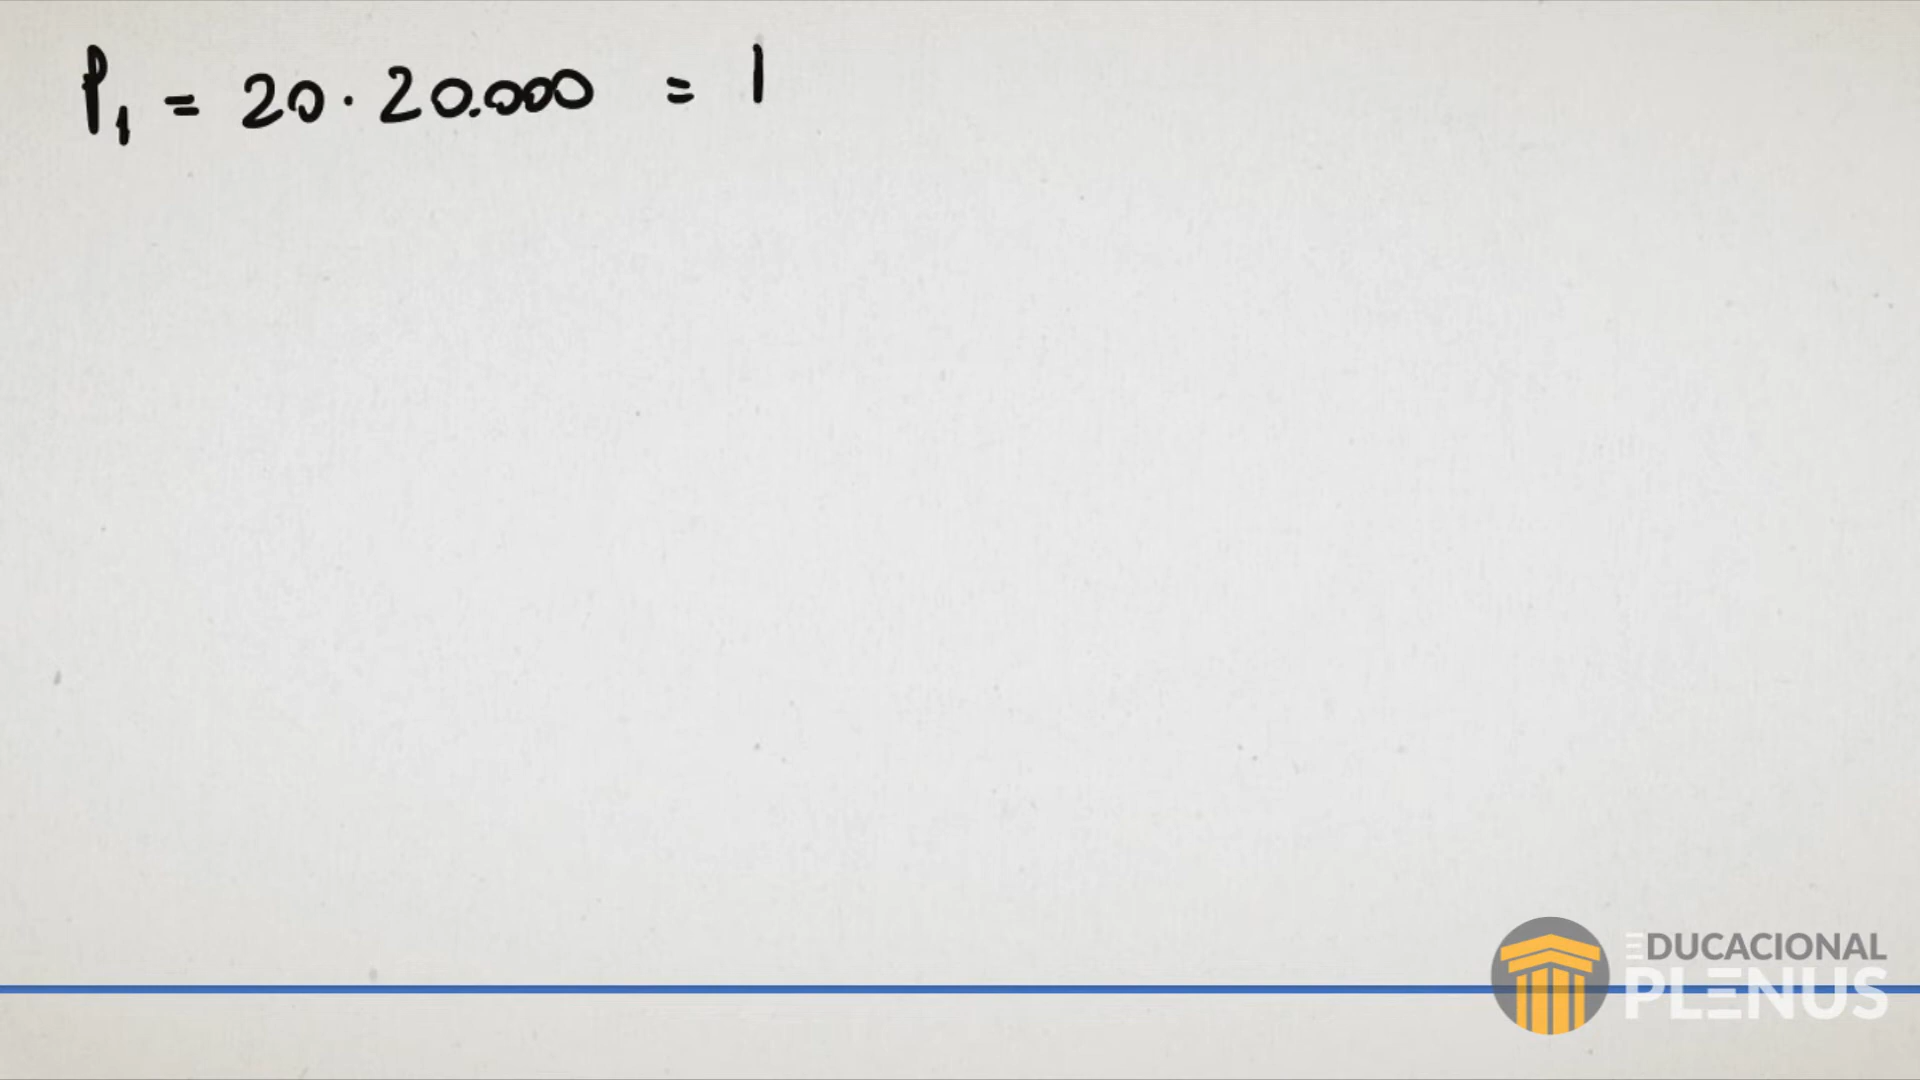 P₁ = 20 · 20.000 = 1
EDUCACIONAL
PLENUS